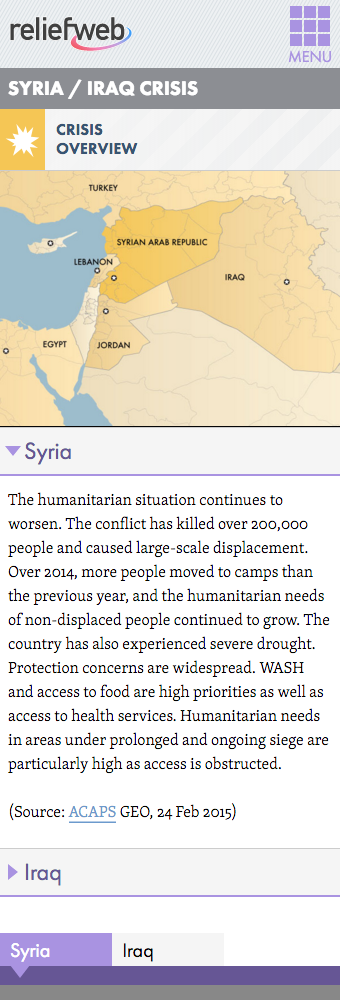 reliefweb
MENU
SYRIA / IRAQ CRISIS
CRISIS
OVERVIEW
TURKEY
SYRIAN ARAB REPUBLIC
LEBANON
IRAQ
EGYPT
JORDAN
Syria
The humanitarian situation continues to
worsen. The conflict has killed over 200,000
people and caused large-scale displacement.
Over 2014, more people moved to camps than
the previous year, and the humanitarian needs
of non-displaced people continued to grow. The
country has also experienced severe drought.
Protection concerns are widespread. WASH
and access to food are high priorities as well as
access to health services. Humanitarian needs
in areas under prolonged and ongoing siege are
particularly high as access is obstructed.
(Source: ACAPS GEO, 24 Feb 2015)
Iraq
Syria
Iraq